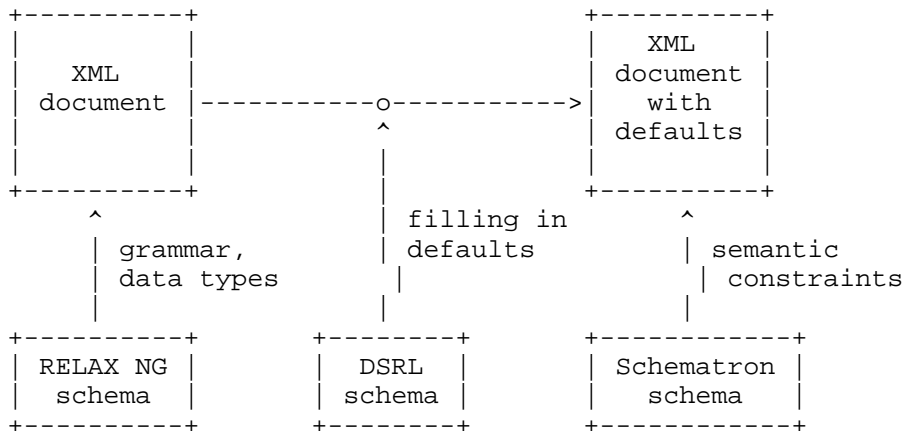 XML
XML
document
document
with
defaults
filling in
grammar,
defaults
semantic
data types
constraints
RELAX NG
schema
DSRL
schema
Schematron
schema